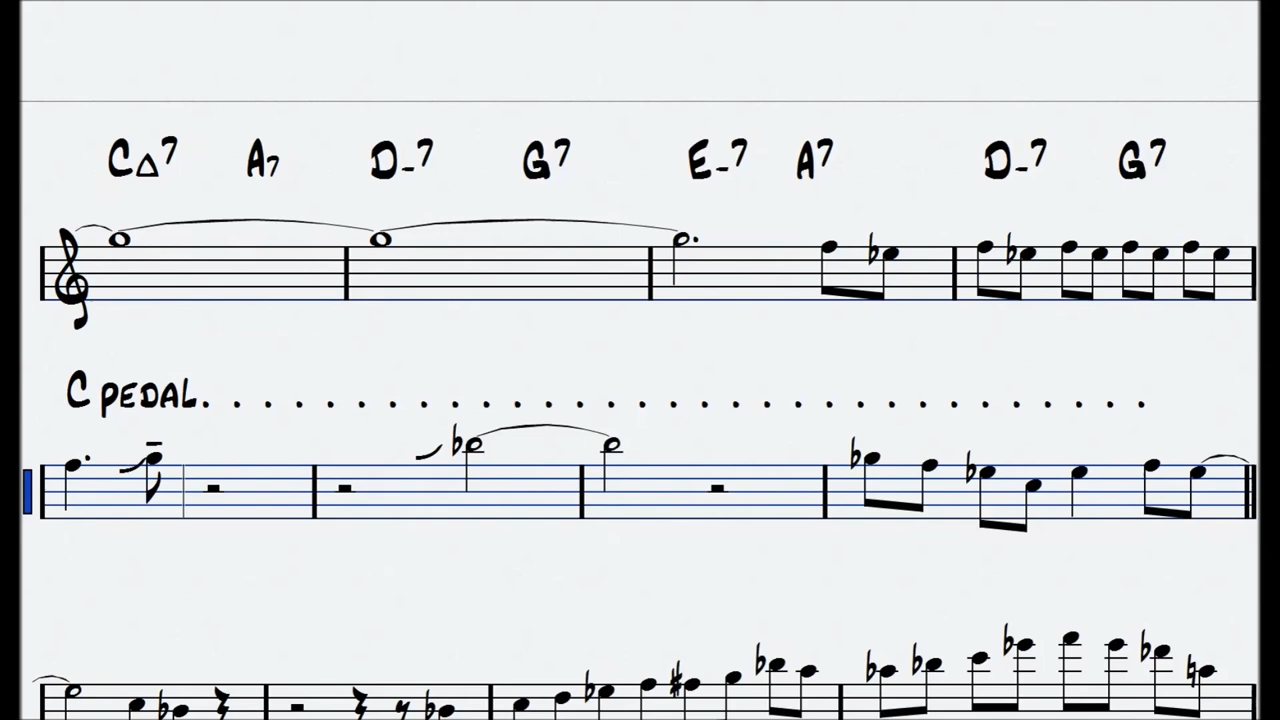 C△7 A7 D-7 G7 E-7 A7 D-7 G7
C PEDAL. . . . . . . . . . . . . . . . . . . . . . . . . . . . . . .